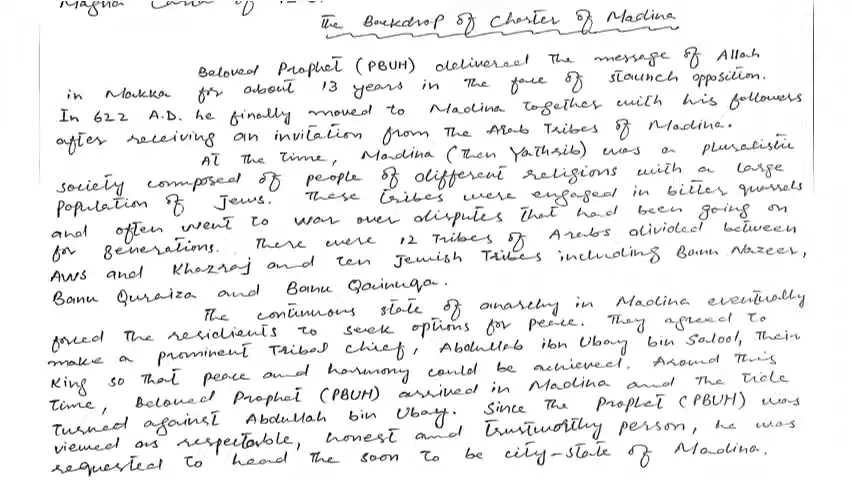 Magna Carta of
The Backdrop of Charter of Madina
Beloved Prophet (PBUH) delivered the message of Allah
in Makka for about 13 years in the face of staunch opposition.
In 622 A.D. he finally moved to Madina together with his followers
after receiving an invitation from the Arab Tribes of Madina.
At the time, Madina (then Yathrib) was a pluralistic
society composed of people of different religions with a large
population of Jews. These tribes were engaged in bitter quarrels
and often went to war over disputes that had been going on
for generations. There were 12 Tribes of Arabs divided between
Aws and Khazraj and ten Jewish Tribes including Banu Nazeer,
Banu Quraiza and Banu Qainuqa.
The continuous state of anarchy in Madina eventually
forced the residients to seek options for peace. They agreed to
make a prominent Tribal chief, Abdullah ibn Ubay bin Salool, their
King so that peace and harmony could be achieved. Around this
time, Beloved Prophet (PBUH) arrived in Madina and the tide
turned against Abdullah bin Ubay. Since the Prophet (PBUH) was
viewed as respectable, honest and trustworthy person, he was
requested to head the soon to be city-state of Madina.